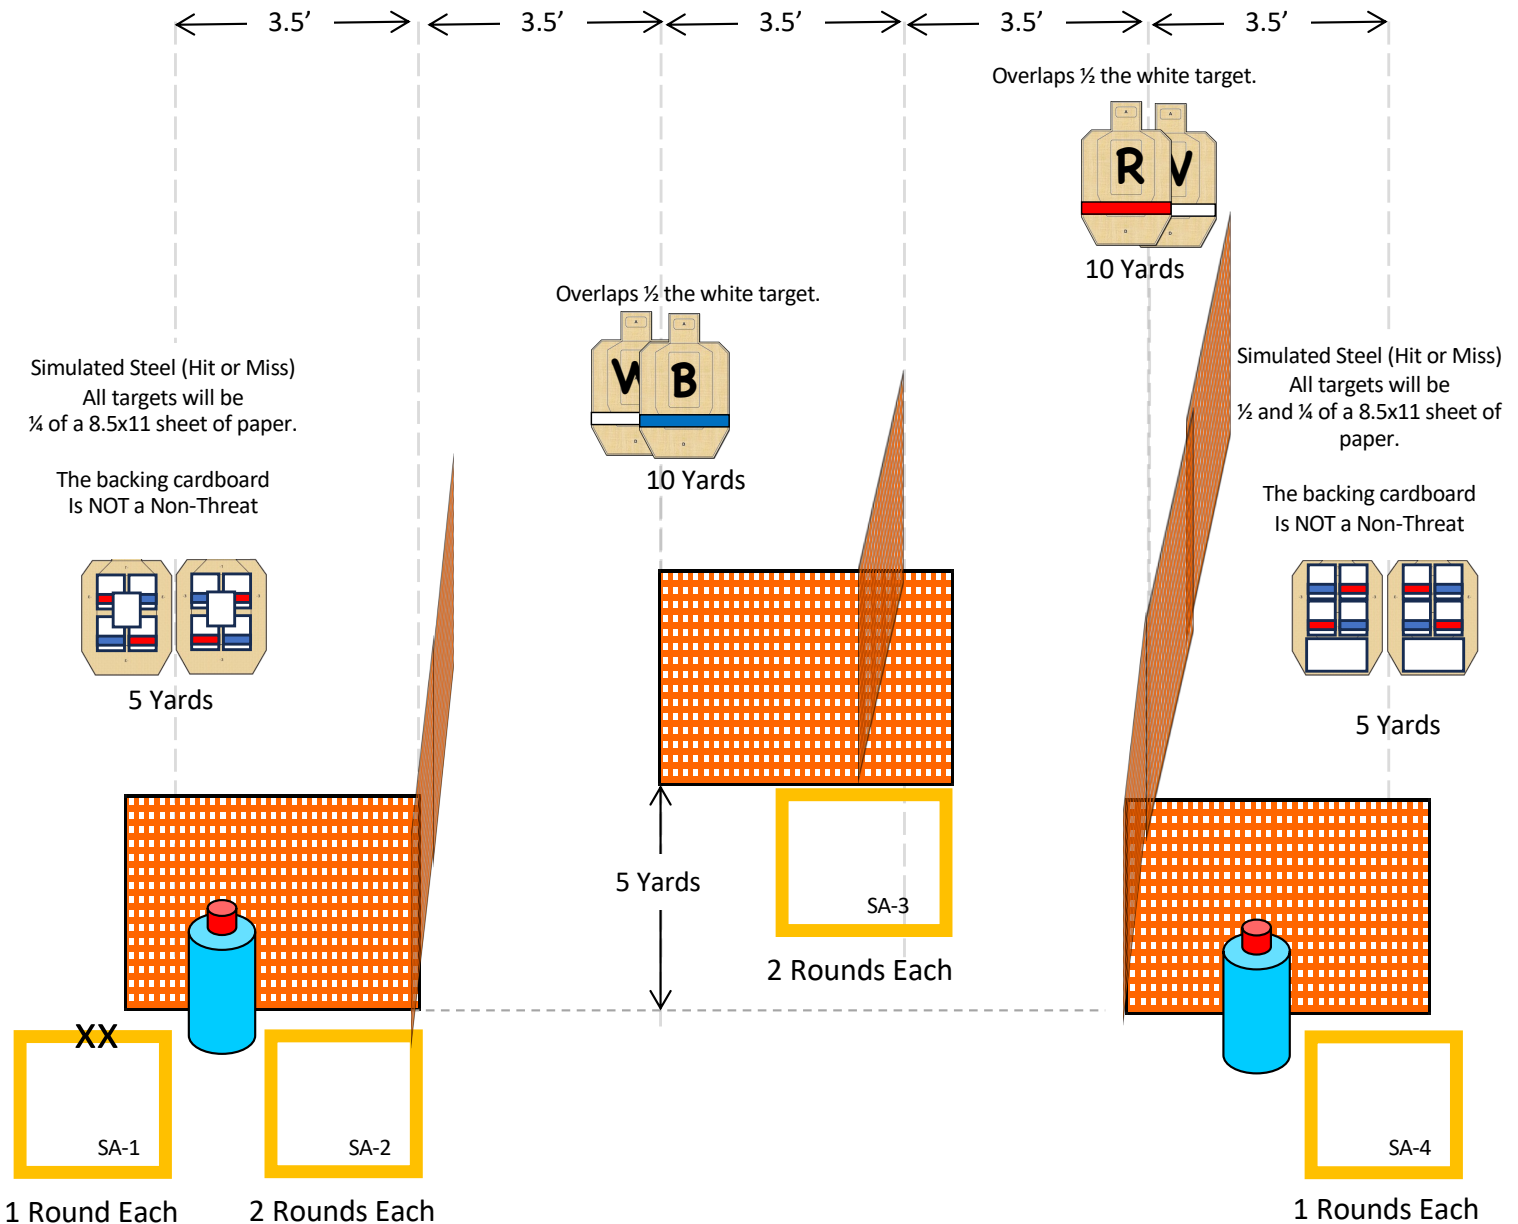 3.5’
3.5’
3.5’
3.5’
3.5’
Overlaps ½ the white target.
R
10 Yards
Overlaps ½ the white target.
W
B
10 Yards
Simulated Steel (Hit or Miss)
All targets will be
¼ of a 8.5x11 sheet of paper.
The backing cardboard
Is NOT a Non-Threat
5 Yards
Simulated Steel (Hit or Miss)
All targets will be
½ and ¼ of a 8.5x11 sheet of
paper.
The backing cardboard
Is NOT a Non-Threat
5 Yards
5 Yards
SA-3
2 Rounds Each
XX
SA-1
1 Round Each
SA-2
2 Rounds Each
SA-4
1 Rounds Each